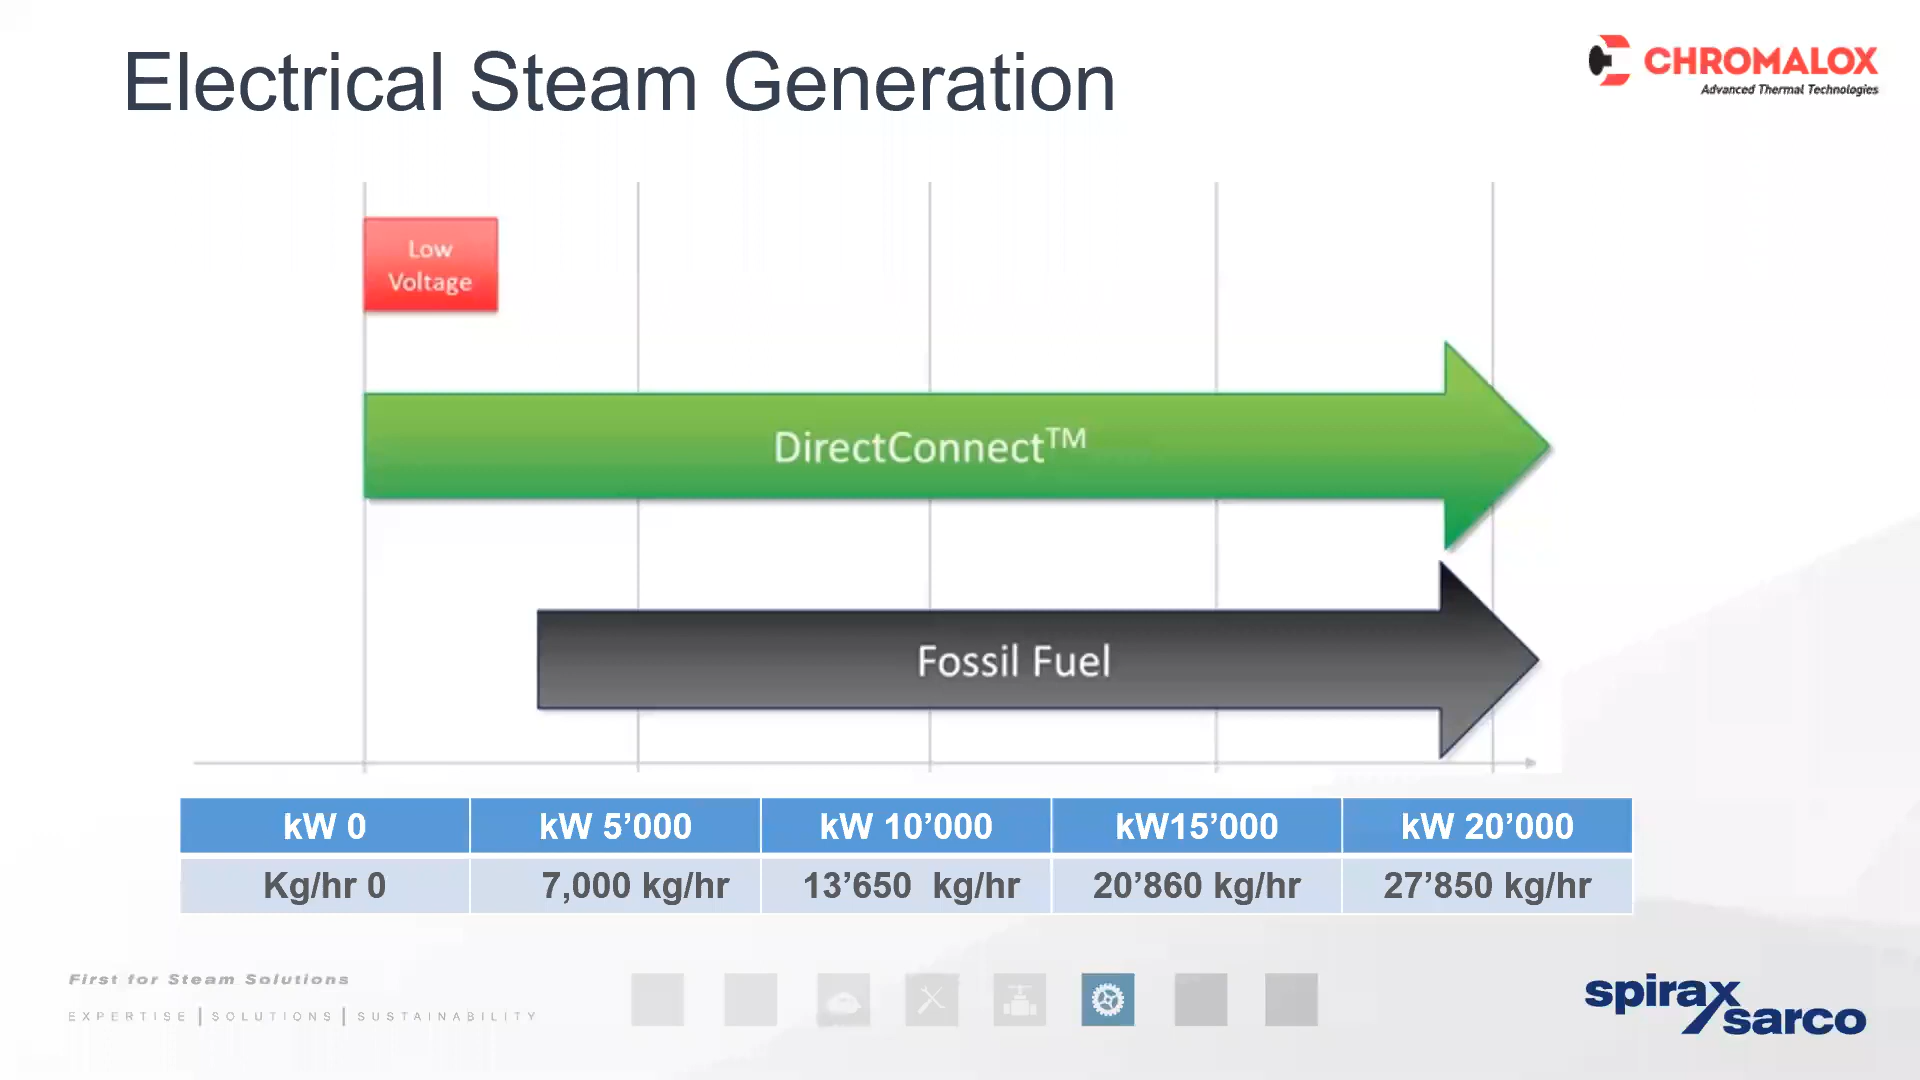 Electrical Steam Generation
CHROMALOX
Advanced Thermal Technologies
Low
Voltage
DirectConnect™
Fossil Fuel
kW 0 kW 5’000 kW 10’000 kW15’000 kW 20’000
Kg/hr 0 7,000 kg/hr 13’650 kg/hr 20’860 kg/hr 27’850 kg/hr
First for Steam Solutions
EXPERTISE | SOLUTIONS | SUSTAINABILITY
spirax
sarco